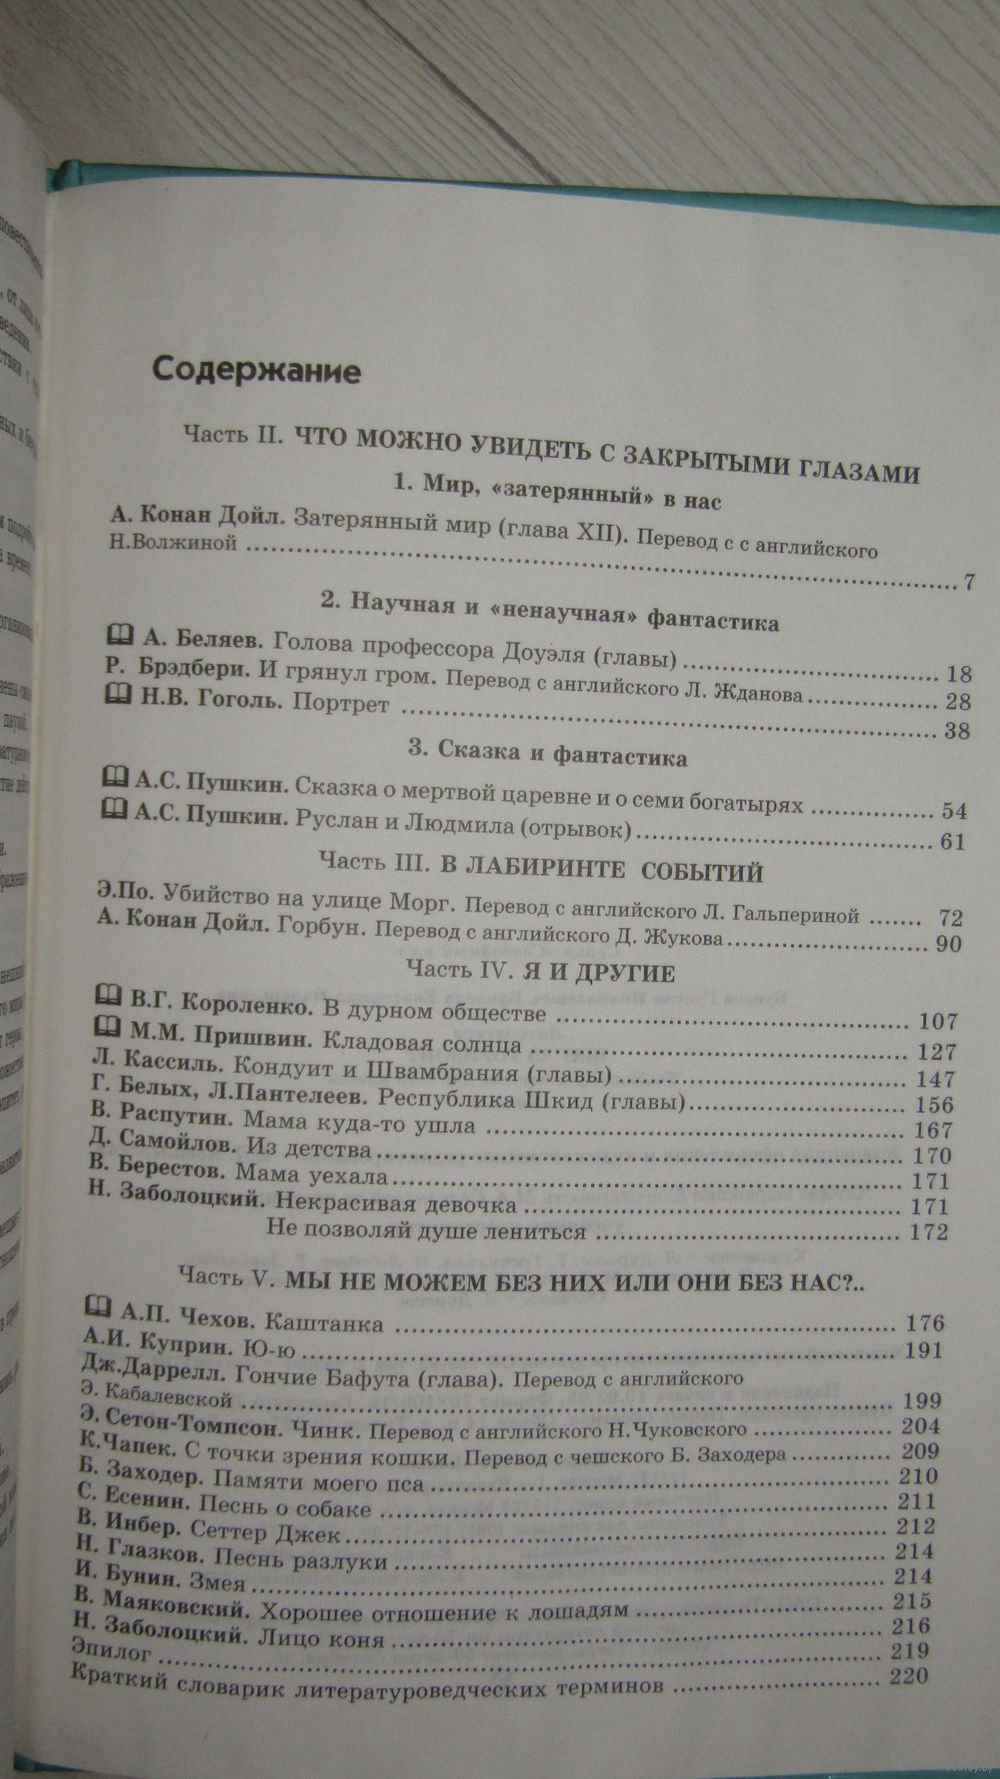 Содержание
Часть II. ЧТО МОЖНО УВИДЕТЬ С ЗАКРЫТЫМИ ГЛАЗАМИ
1. Мир, «затерянный» в нас
А. Конан Дойл. Затерянный мир (глава XII). Перевод с с английского
Н.Волжиной 7
2. Научная и «ненаучная» фантастика
А. Беляев. Голова профессора Доуэля (главы) 18
Р. Брэдбери. И грянул гром. Перевод с английского Л. Жданова 28
Н.В. Гоголь. Портрет 38
3. Сказка и фантастика
А.С. Пушкин. Сказка о мертвой царевне и о семи богатырях 54
А.С. Пушкин. Руслан и Людмила (отрывок) 61
Часть III. В ЛАБИРИНТЕ СОБЫТИЙ
Э.По. Убийство на улице Морг. Перевод с английского Л. Гальпериной 72
А. Конан Дойл. Горбун. Перевод с английского Д. Жукова 90
Часть IV. Я И ДРУГИЕ
В.Г. Короленко. В дурном обществе 107
М.М. Пришвин. Кладовая солнца 127
Л. Кассиль. Кондуит и Швамбрания (главы) 147
Г. Белых, Л.Пантелеев. Республика Шкид (главы) 156
В. Распутин. Мама куда-то ушла 167
Д. Самойлов. Из детства 170
В. Берестов. Мама уехала 171
Н. Заболоцкий. Некрасивая девочка 171
Не позволяй душе лениться 172
Часть V. МЫ НЕ МОЖЕМ БЕЗ НИХ ИЛИ ОНИ БЕЗ НАС?..
А.П. Чехов. Каштанка 176
А.И. Куприн. Ю-ю 191
Дж.Даррелл. Гончие Бафута (глава). Перевод с английского
Э. Кабалевской 199
Э. Сетон-Томпсон. Чинк. Перевод с английского Н.Чуковского 204
К.Чапек. С точки зрения кошки. Перевод с чешского Б. Заходера 209
Б. Заходер. Памяти моего пса 210
С. Есенин. Песнь о собаке 211
В. Инбер. Сеттер Джек 212
Н. Глазков. Песнь разлуки 214
И. Бунин. Змея 214
В. Маяковский. Хорошее отношение к лошадям 215
Н. Заболоцкий. Лицо коня 216
Эпилог 219
Краткий словарик литературоведческих терминов 220